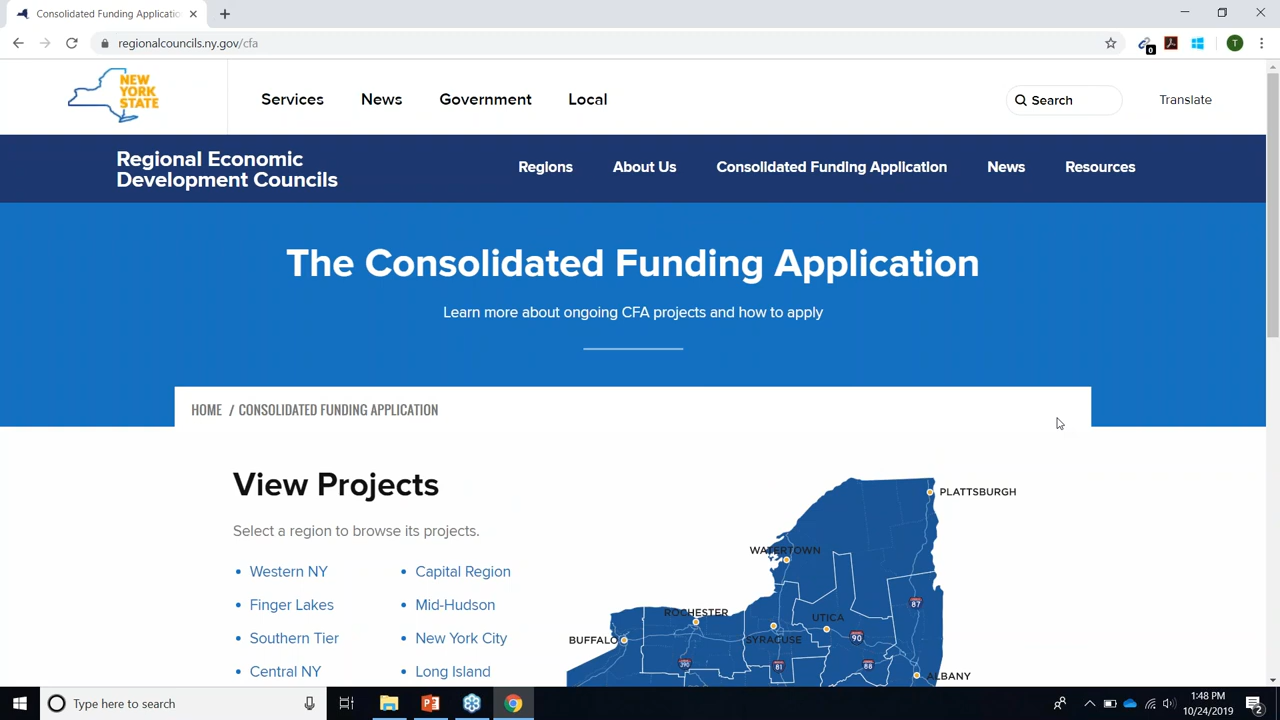 Consolidated Funding Applicatio
regionalcouncils.ny.gov/cfa
0
T
NEW
YORK
STATE
Services
News
Government
Local
Search
Translate
Regional Economic
Development Councils
Regions
About Us
Consolidated Funding Application
News
Resources
The Consolidated Funding Application
Learn more about ongoing CFA projects and how to apply
HOME / CONSOLIDATED FUNDING APPLICATION
View Projects
Select a region to browse its projects.
Western NY
Finger Lakes
Southern Tier
Central NY
Capital Region
Mid-Hudson
New York City
Long Island
PLATTSBURGH
WATERTOWN
87
ROCHESTER
UTICA
BUFFALO
SYRACUSE
90
390
81
88
ALBANY
Type here to search
1:48 PM
10/24/2019
2